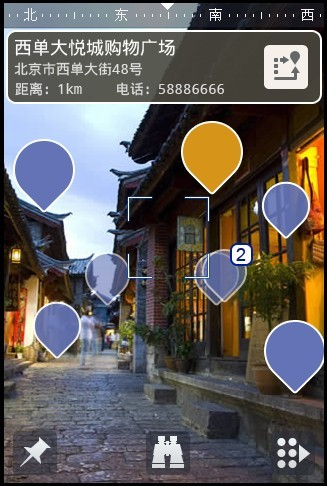 北 东 南 西
西单大悦城购物广场
北京市西单大街48号
距离：1km 电话：58886666
2